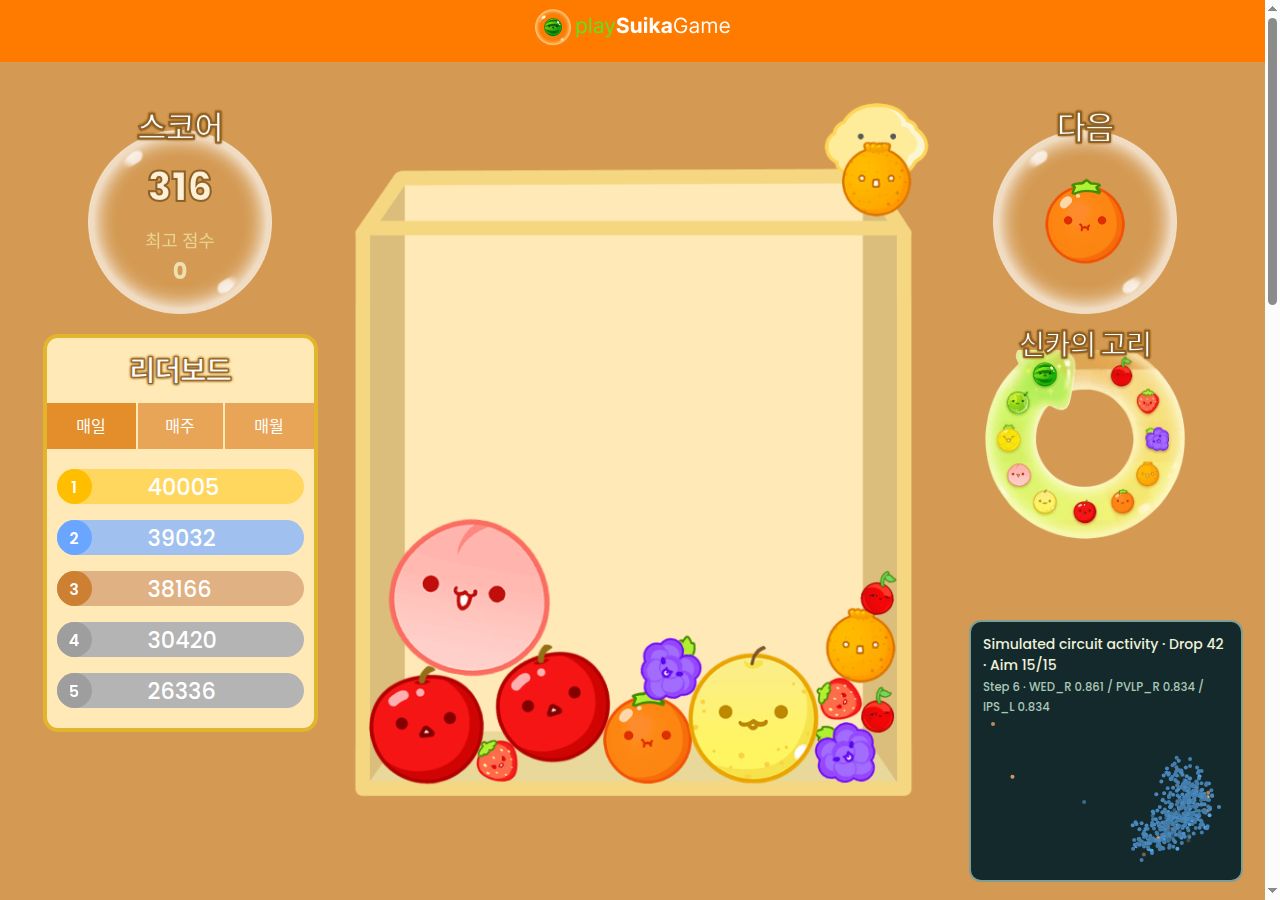 playSuikaGame
스코어
316
최고 점수
0
다음
리더보드
매일 매주 매월
1 40005
2 39032
3 38166
4 30420
5 26336
신카의 고리
Simulated circuit activity · Drop 42
· Aim 15/15
Step 6 · WED_R 0.861 / PVLP_R 0.834 /
IPS_L 0.834